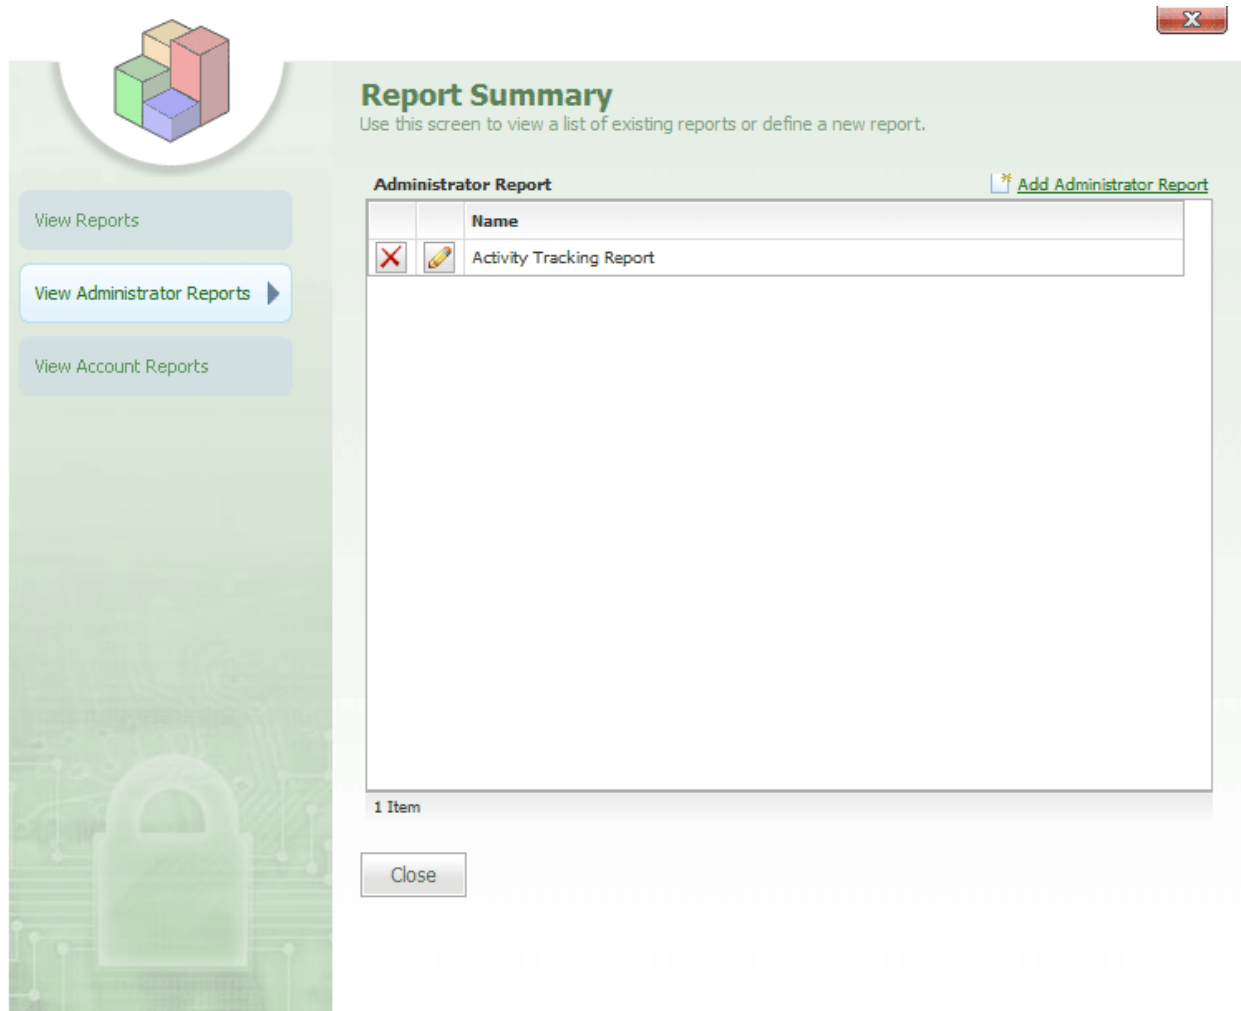 X
Report Summary
Use this screen to view a list of existing reports or define a new report.
Administrator Report
Add Administrator Report
View Reports
Name
Activity Tracking Report
View Administrator Reports
View Account Reports
1 Item
Close